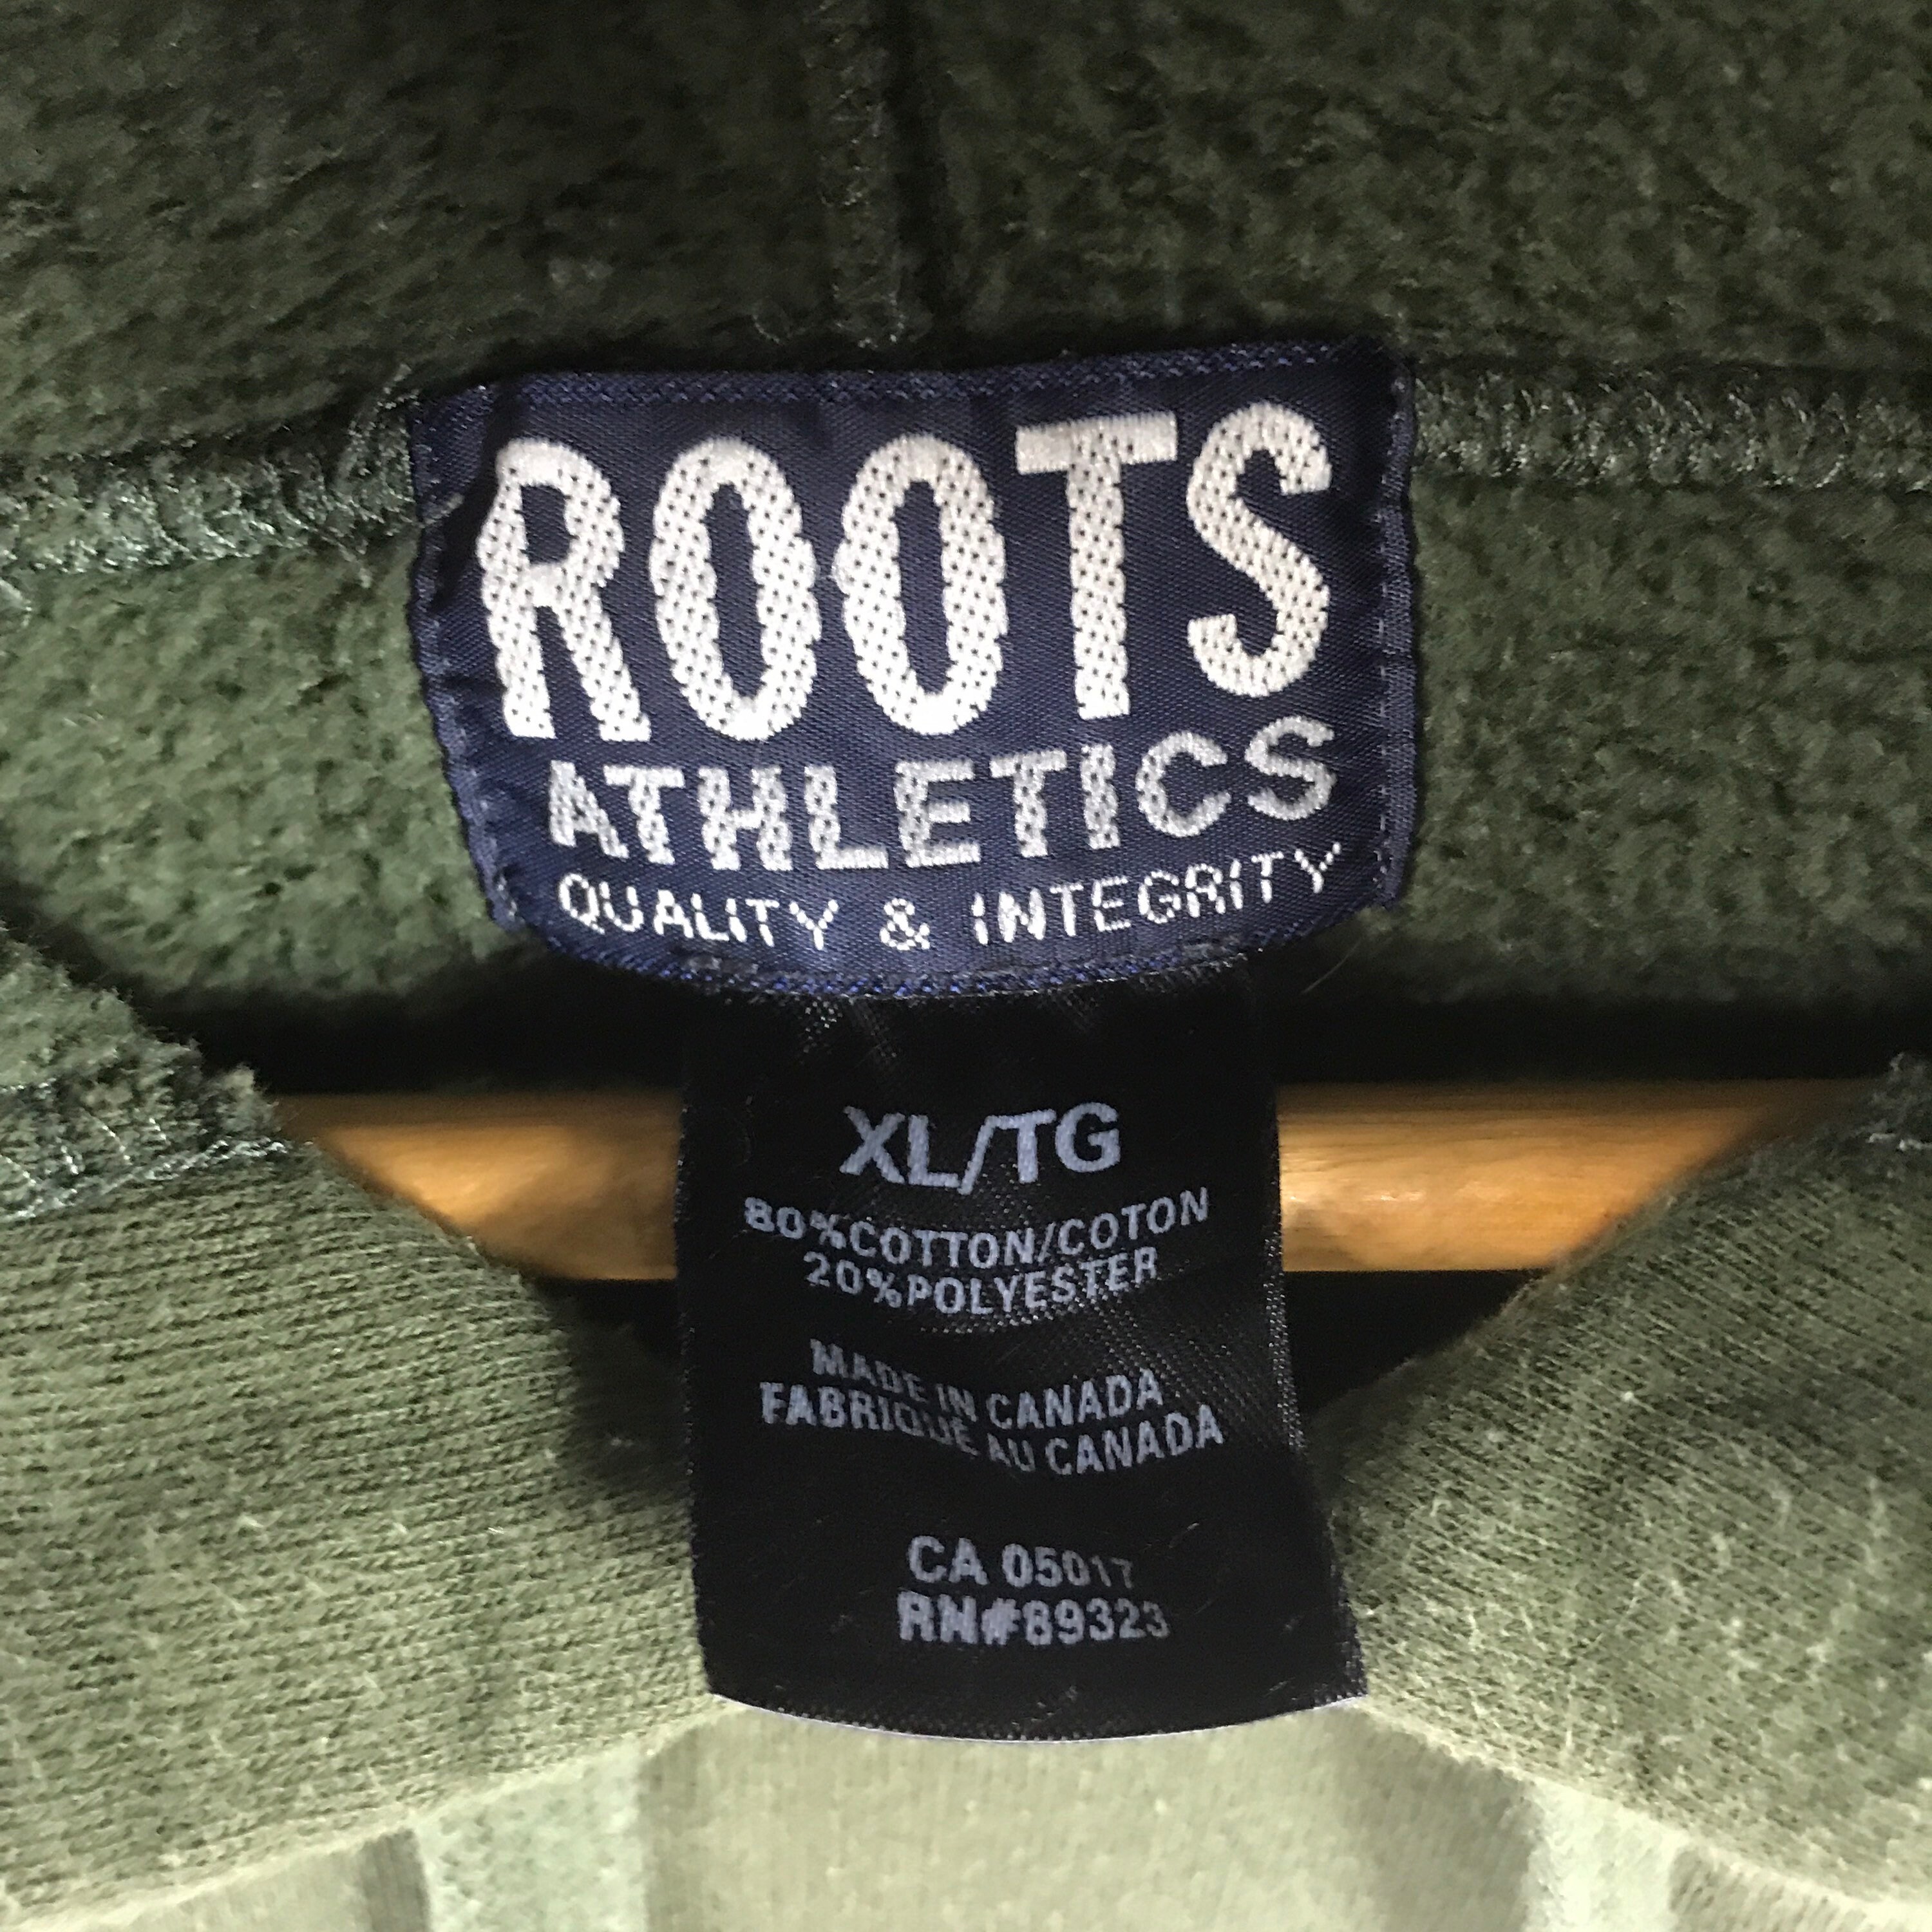 ROOTS
ATHLETICS
QUALITY & INTEGRITY
XL/TG
80%COTTON/COTON
20%POLYESTER
MADE IN CANADA
FABRIQUÉ AU CANADA
CA 05017
RN#89323